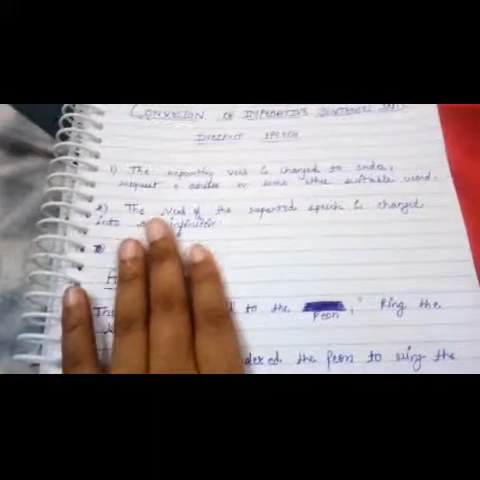 CONVERSION OF IMPERATIVE SENTENCES
INDIRECT SPEECH
1) The reporting verb is changed to order,
request, advise or some other suitable word.
2) The verb of the reported speech is changed
into infinitive
to the Peon, " Ring the
dered the peon to ring the